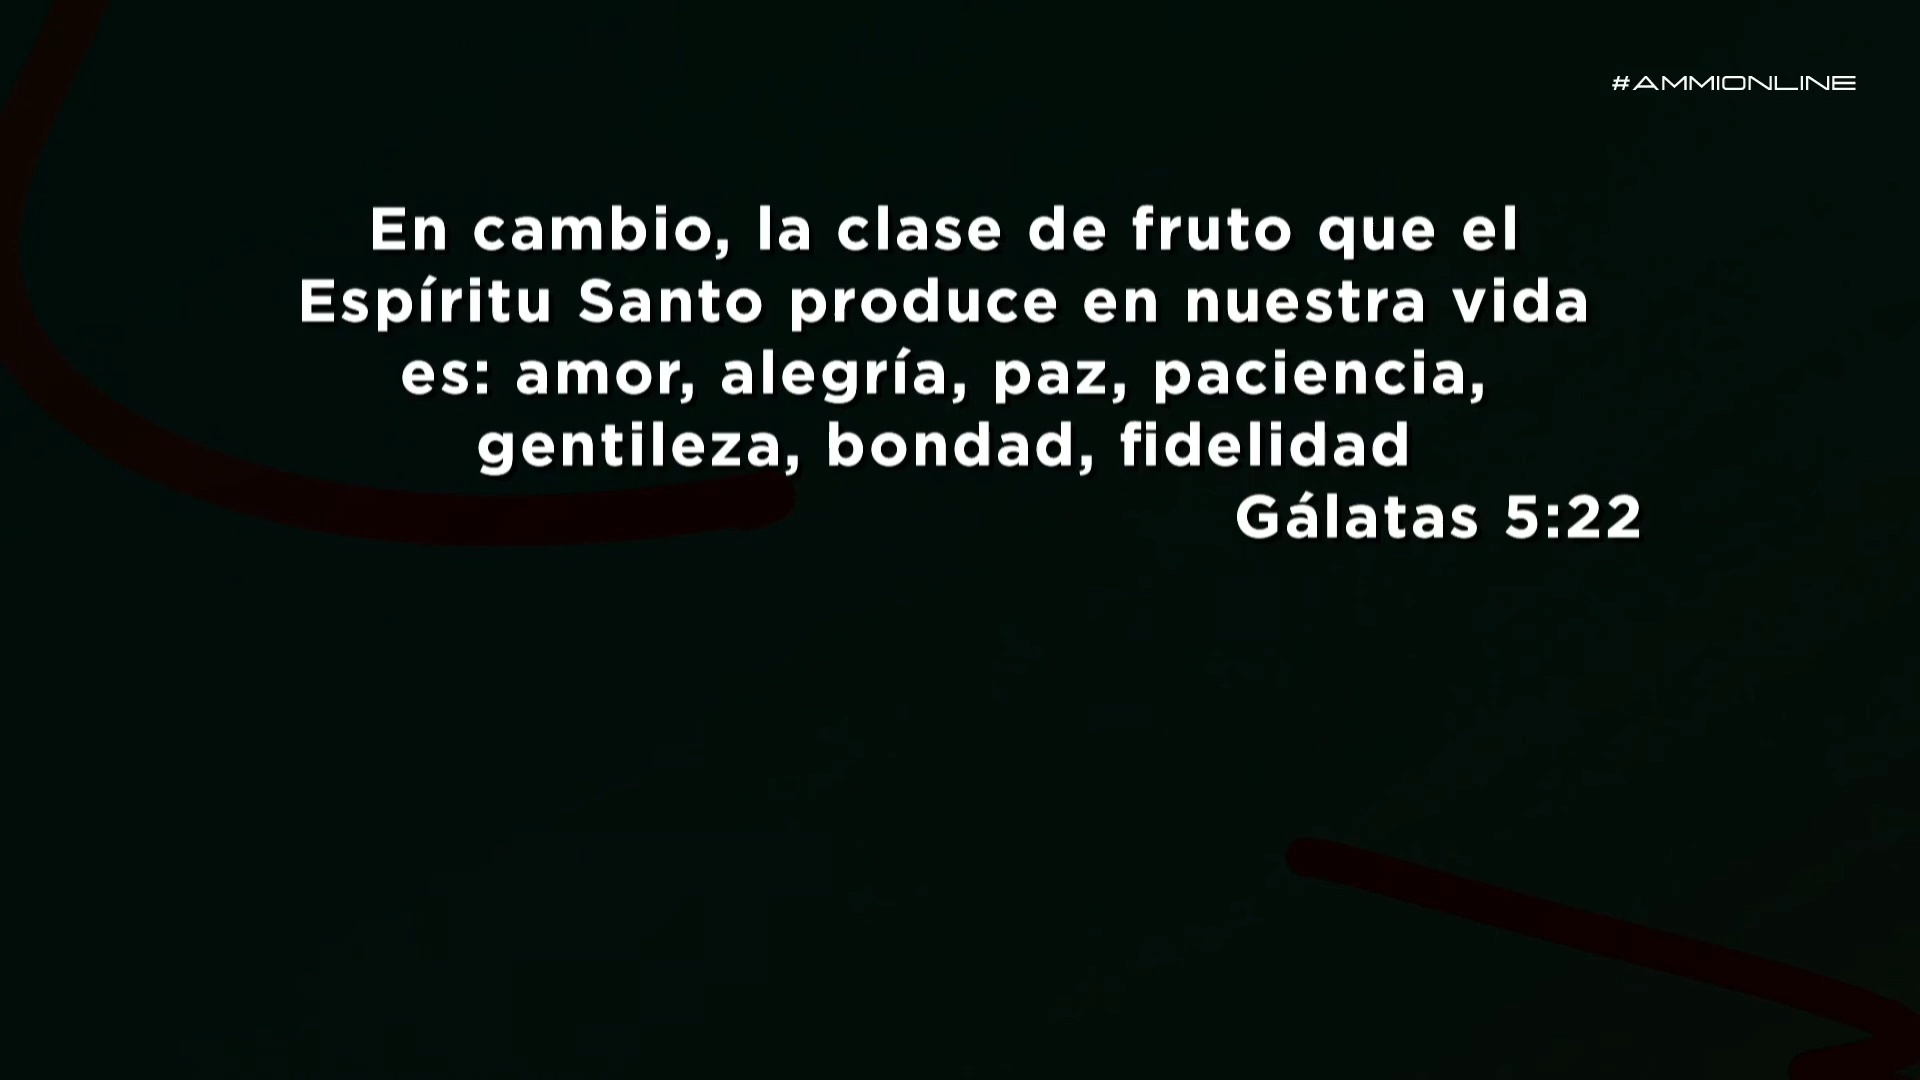 #AMMIONLINE
En cambio, la clase de fruto que el
Espíritu Santo produce en nuestra vida
es: amor, alegría, paz, paciencia,
gentileza, bondad, fidelidad
Gálatas 5:22